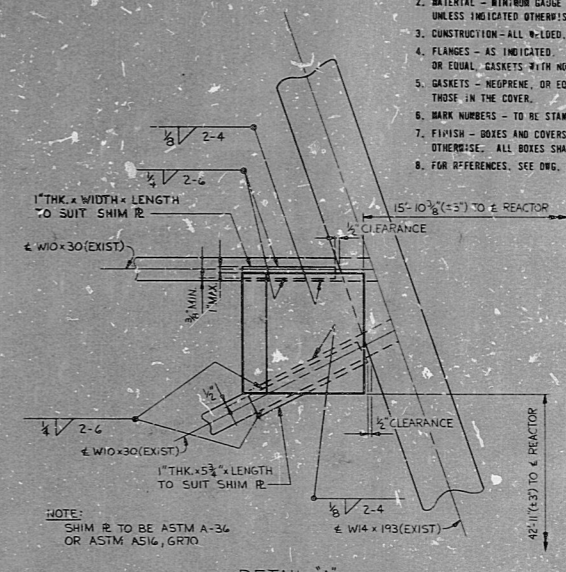 2. MATERIAL - MINIMUM GAUGE
UNLESS INDICATED OTHERWIS
3. CONSTRUCTION-ALL WELDED.
4. FLANGES - AS INDICATED.
OR EQUAL. GASKETS WITH NO
5. GASKETS - NEOPRENE, OR EQ
THOSE IN THE COVER.
6. MARK NUMBERS - TO BE STAM
7. FINISH - BOXES AND COVERS
OTHERWISE. ALL BOXES SHA
8. FOR REFERENCES, SEE DWG.
1/8 2-4
1/4 2-6
1" THK. x WIDTH x LENGTH
TO SUIT SHIM PL
15'-10 3/8"(±3") TO ℄ REACTOR
1/2" CLEARANCE
℄ W10x30(EXIST)
3/4" MIN.
1" MAX.
1/2"
1/4 2-6
℄ W10x30(EXIST)
1" THK. x 5 3/4" x LENGTH
TO SUIT SHIM PL
1/2" CLEARANCE
42'-11"(±3") TO ℄ REACTOR
1/8 2-4
℄ W14 x 193(EXIST)
NOTE:
SHIM PL TO BE ASTM A-36
OR ASTM A516, GR70
DETAIL "A"